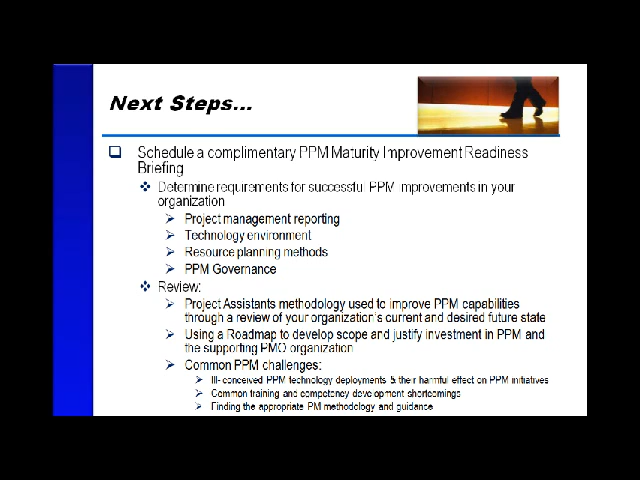 Next Steps...
Schedule a complimentary PPM Maturity Improvement Readiness
Briefing
Determine requirements for successful PPM improvements in your
organization
Project management reporting
Technology environment
Resource planning methods
PPM Governance
Review:
Project Assistants methodology used to improve PPM capabilities
through a review of your organization's current and desired future state
Using a Roadmap to develop scope and justify investment in PPM and
the supporting PMO organization
Common PPM challenges:
Ill- conceived PPM technology deployments & their harmful effect on PPM initiatives
Common training and competency development shortcomings
Finding the appropriate PM methodology and guidance